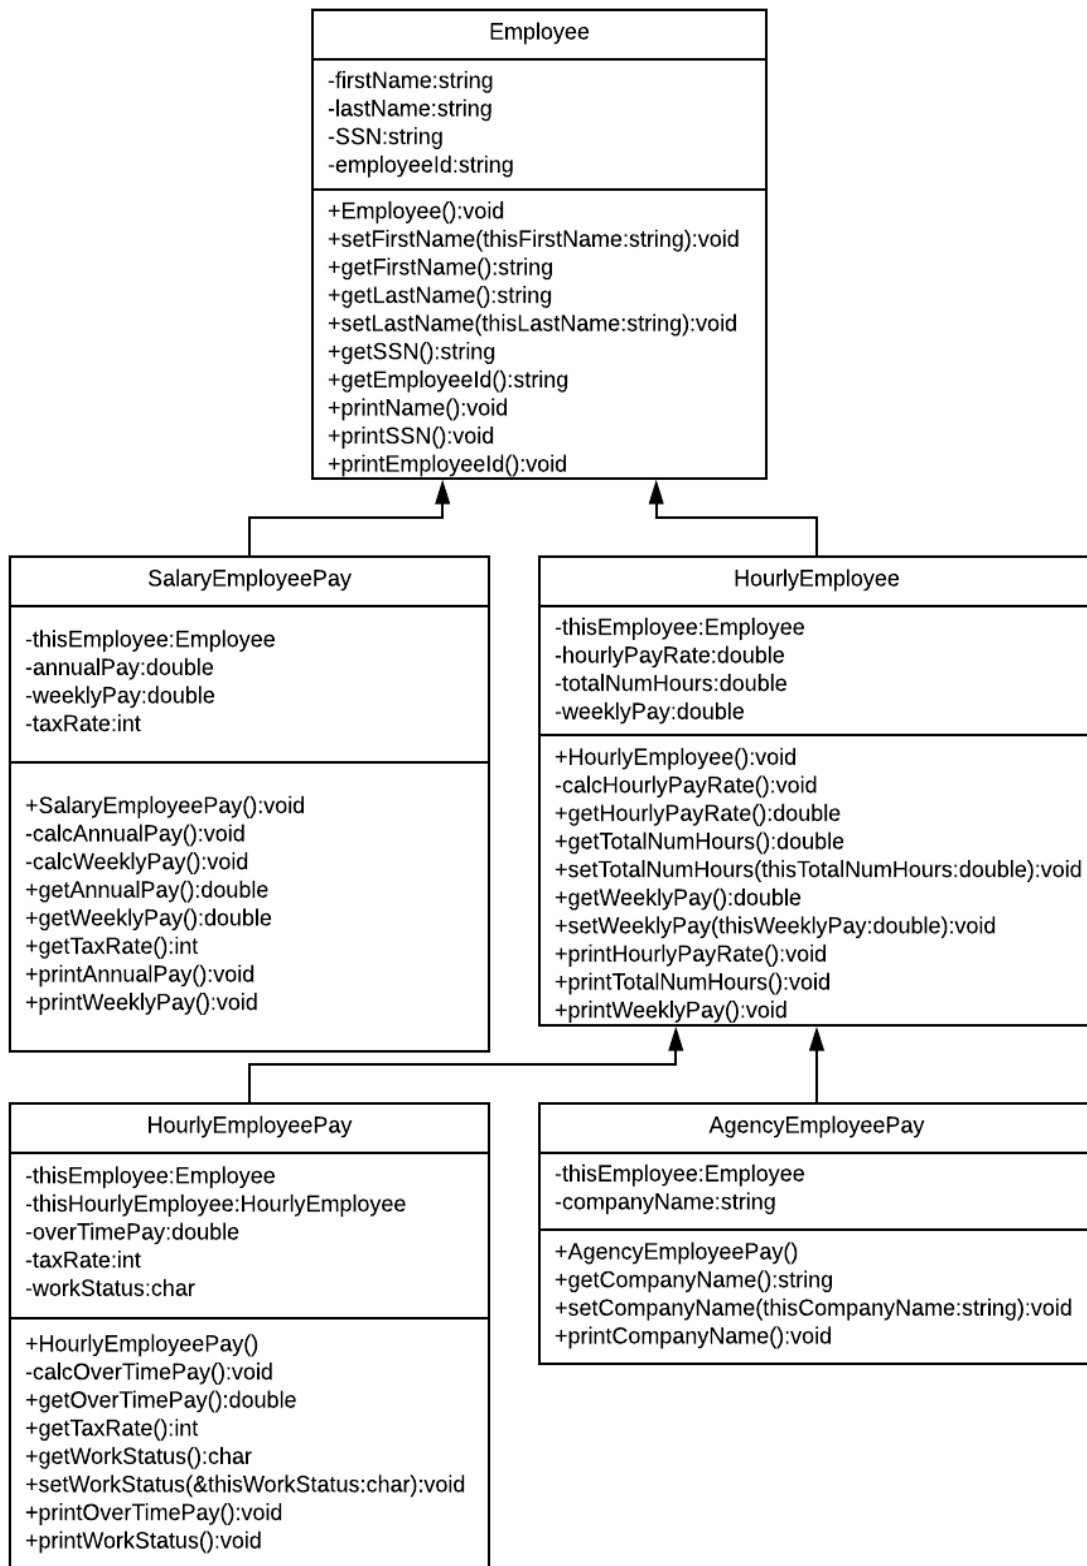 Employee
-firstName:string
-lastName:string
-SSN:string
-employeeId:string
+Employee():void
+setFirstName(thisFirstName:string):void
+getFirstName():string
+getLastName():string
+setLastName(thisLastName:string):void
+getSSN():string
+getEmployeeId():string
+printName():void
+printSSN():void
+printEmployeeId():void
SalaryEmployeePay
-thisEmployee:Employee
-annualPay:double
-weeklyPay:double
-taxRate:int
+SalaryEmployeePay():void
-calcAnnualPay():void
-calcWeeklyPay():void
+getAnnualPay():double
+getWeeklyPay():double
+getTaxRate():int
+printAnnualPay():void
+printWeeklyPay():void
HourlyEmployee
-thisEmployee:Employee
-hourlyPayRate:double
-totalNumHours:double
-weeklyPay:double
+HourlyEmployee():void
-calcHourlyPayRate():void
+getHourlyPayRate():double
+getTotalNumHours():double
+setTotalNumHours(thisTotalNumHours:double):void
+getWeeklyPay():double
+setWeeklyPay(thisWeeklyPay:double):void
+printHourlyPayRate():void
+printTotalNumHours():void
+printWeeklyPay():void
HourlyEmployeePay
-thisEmployee:Employee
-thisHourlyEmployee:HourlyEmployee
-overTimePay:double
-taxRate:int
-workStatus:char
+HourlyEmployeePay()
-calcOverTimePay():void
+getOverTimePay():double
+getTaxRate():int
+getWorkStatus():char
+setWorkStatus(&thisWorkStatus:char):void
+printOverTimePay():void
+printWorkStatus():void
AgencyEmployeePay
-thisEmployee:Employee
-companyName:string
+AgencyEmployeePay()
+getCompanyName():string
+setCompanyName(thisCompanyName:string):void
+printCompanyName():void